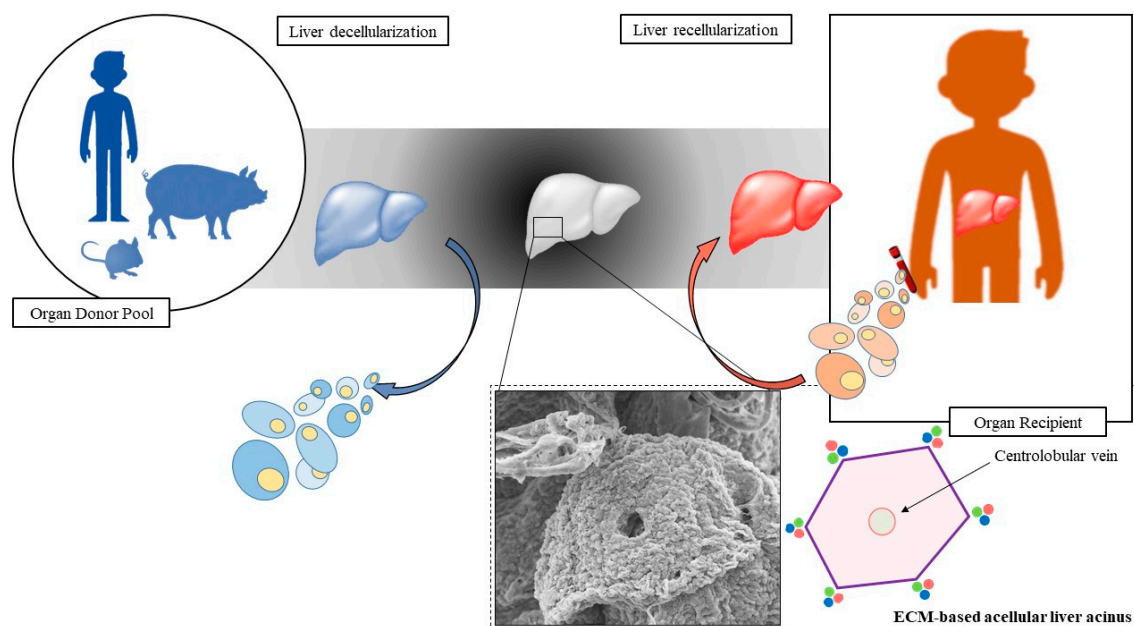 Liver decellularization
Liver recellularization
Organ Donor Pool
Organ Recipient
Centrolobular vein
ECM-based acellular liver acinus